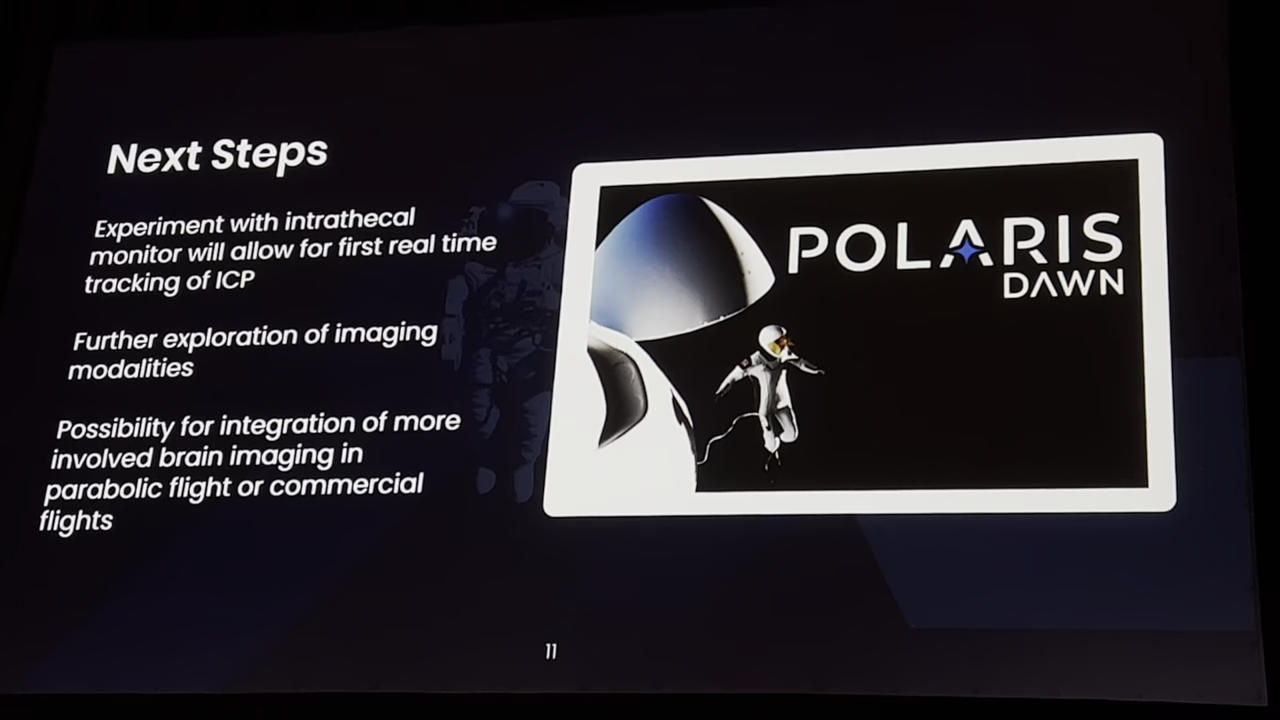 Next Steps
Experiment with intrathecal
monitor will allow for first real time
tracking of ICP
Further exploration of imaging
modalities
Possibility for integration of more
involved brain imaging in
parabolic flight or commercial
flights
POLARIS
DAWN
11